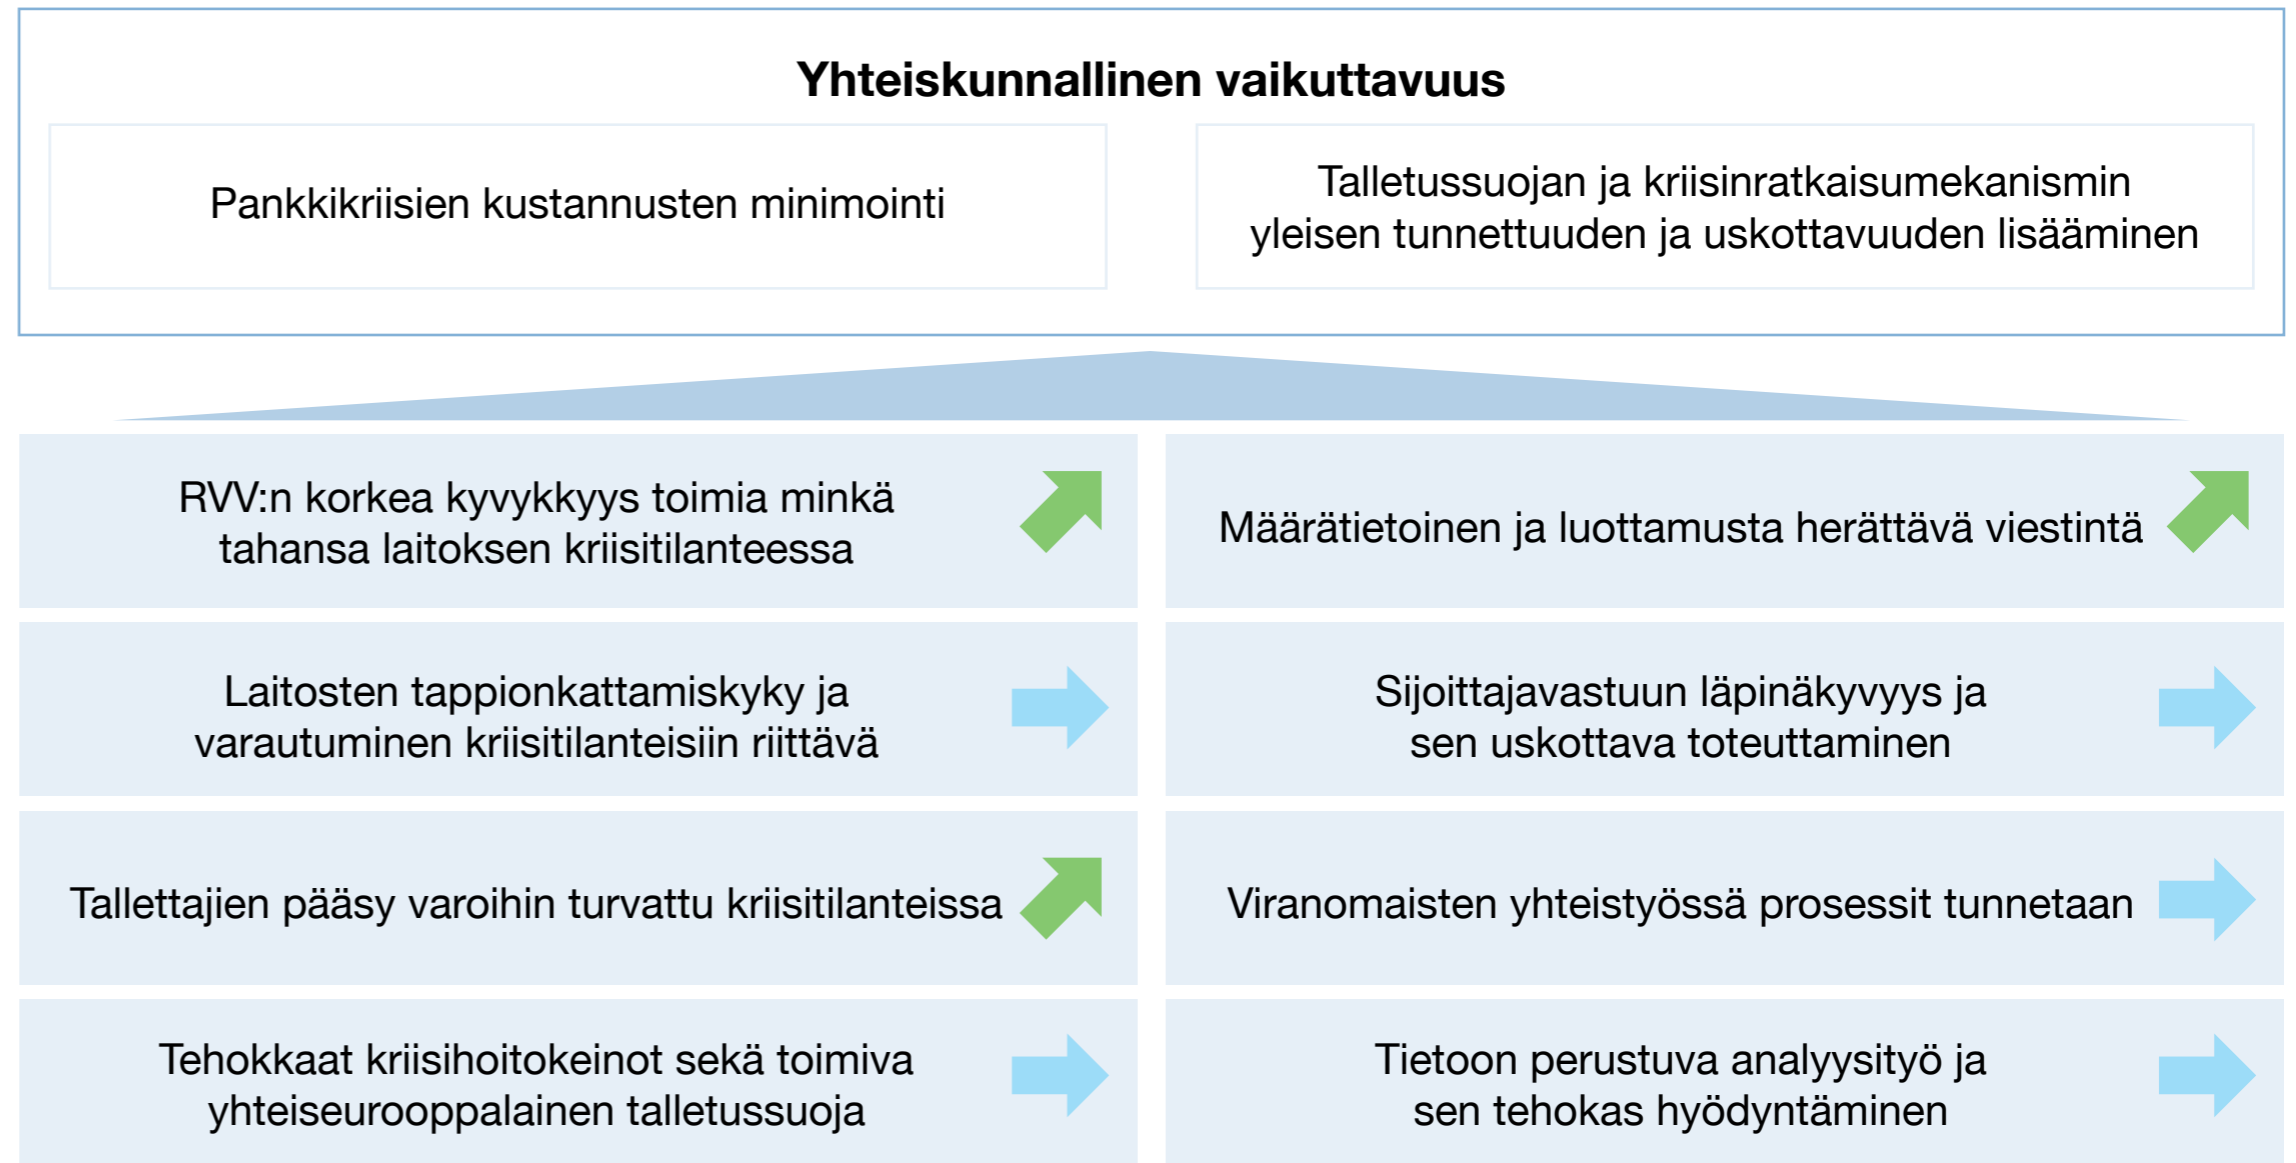 Yhteiskunnallinen vaikuttavuus
Pankkikriisien kustannusten minimointi
Talletussuojan ja kriisinratkaisumekanismin
yleisen tunnettuuden ja uskottavuuden lisääminen
RVV:n korkea kyvykkyys toimia minkä
tahansa laitoksen kriisitilanteessa
Määrätietoinen ja luottamusta herättävä viestintä
Laitosten tappionkattamiskyky ja
varautuminen kriisitilanteisiin riittävä
Sijoittajavastuun läpinäkyvyys ja
sen uskottava toteuttaminen
Tallettajien pääsy varoihin turvattu kriisitilanteissa
Viranomaisten yhteistyössä prosessit tunnetaan
Tehokkaat kriisihoitokeinot sekä toimiva
yhteiseurooppalainen talletussuoja
Tietoon perustuva analyysityö ja
sen tehokas hyödyntäminen